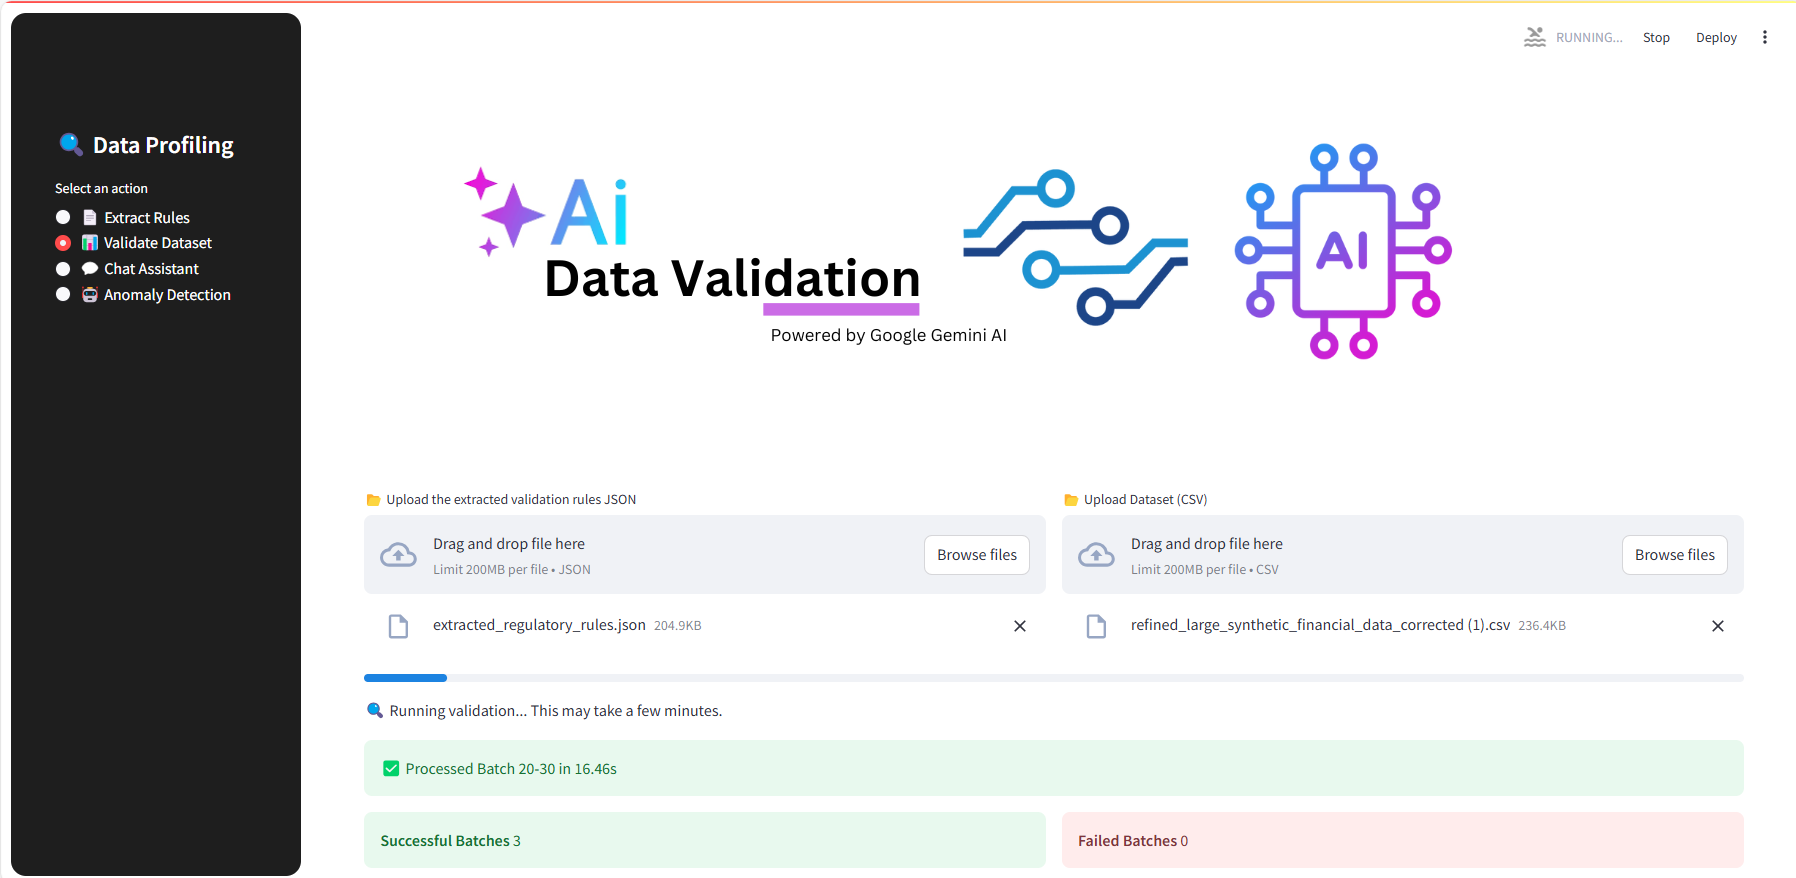 RUNNING...
Stop
Deploy
🔍 Data Profiling
Select an action
📄 Extract Rules
📊 Validate Dataset
💬 Chat Assistant
🤖 Anomaly Detection
Ai
Data Validation
Powered by Google Gemini AI
AI
📂 Upload the extracted validation rules JSON
Drag and drop file here
Limit 200MB per file • JSON
Browse files
extracted_regulatory_rules.json 204.9KB
📂 Upload Dataset (CSV)
Drag and drop file here
Limit 200MB per file • CSV
Browse files
refined_large_synthetic_financial_data_corrected (1).csv 236.4KB
🔍 Running validation... This may take a few minutes.
✅ Processed Batch 20-30 in 16.46s
Successful Batches 3
Failed Batches 0